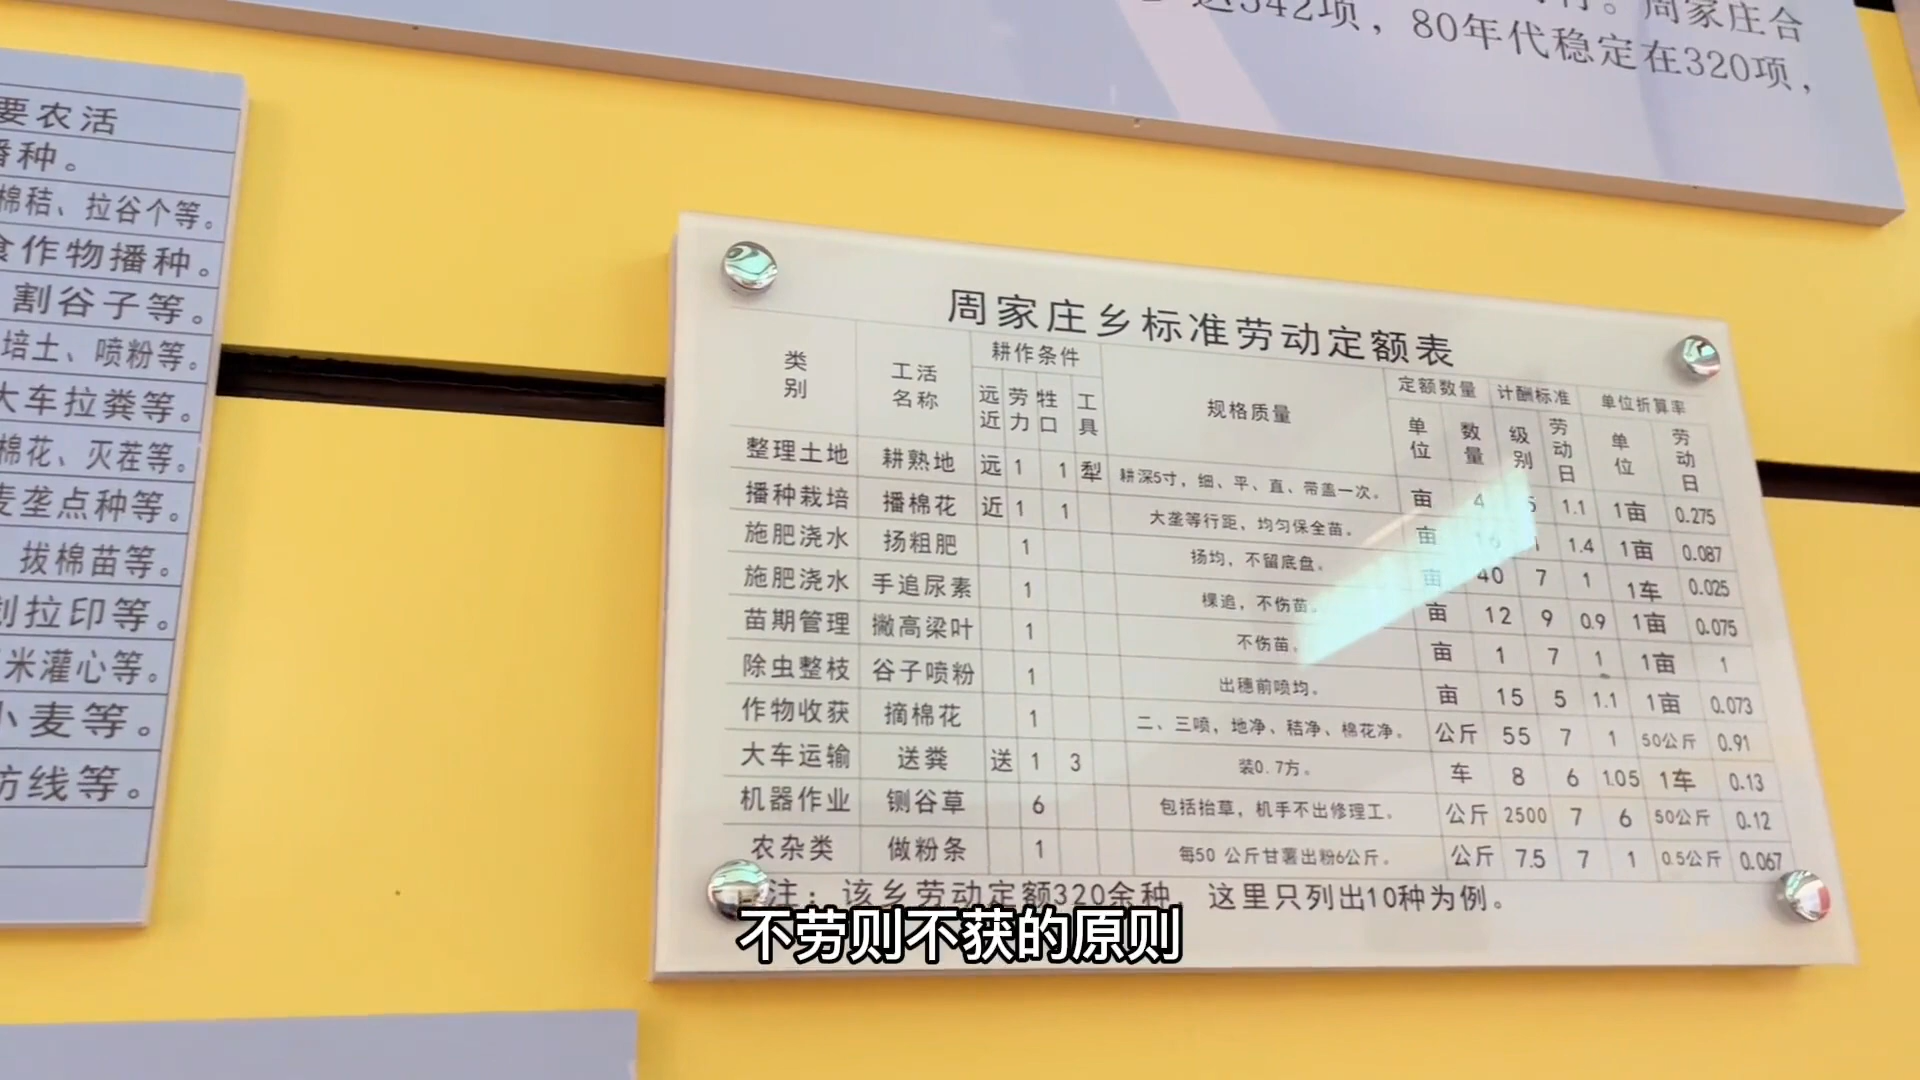 达542项，
周家庄合
80年代稳定在320项，
要农活
播种。
棉秸、拉谷个等。
食作物播种。
割谷子等。
培土、喷粉等。
大车拉粪等。
棉花、灭茬等。
麦垄点种等。
拔棉苗等。
划拉印等。
米灌心等。
小麦等。
纺线等。
周家庄乡标准劳动定额表
类别 工活名称 耕作条件 规格质量 定额数量 计酬标准 单位折算率
远近 劳力 牲口 工具 单位 数量 级别 劳动日 单位 劳动日
整理土地 耕熟地 远 1 1 犁 耕深5寸，细、平、直、带盖一次。 亩 4 5 1.1 1亩 0.275
播种栽培 播棉花 近 1 1 大垄等行距，均匀保全苗。 亩 16 1.4 1亩 0.087
施肥浇水 扬粗肥 1 扬均，不留底盘。 亩 40 7 1 1车 0.025
施肥浇水 手追尿素 1 棵追，不伤苗。 亩 12 9 0.9 1亩 0.075
苗期管理 撇高梁叶 1 不伤苗。 亩 1 7 1 1亩 1
除虫整枝 谷子喷粉 1 出穗前喷均。 亩 15 5 1.1 1亩 0.073
作物收获 摘棉花 1 二、三喷，地净、秸净、棉花净。 公斤 55 7 1 50公斤 0.91
大车运输 送粪 送 1 3 装0.7方。 车 8 6 1.05 1车 0.13
机器作业 铡谷草 6 包括抬草，机手不出修理工。 公斤 2500 7 6 50公斤 0.12
农杂类 做粉条 1 每50 公斤甘薯出粉6公斤。 公斤 7.5 7 1 0.5公斤 0.067
注：该乡劳动定额320余种，这里只列出10种为例。
不劳则不获的原则